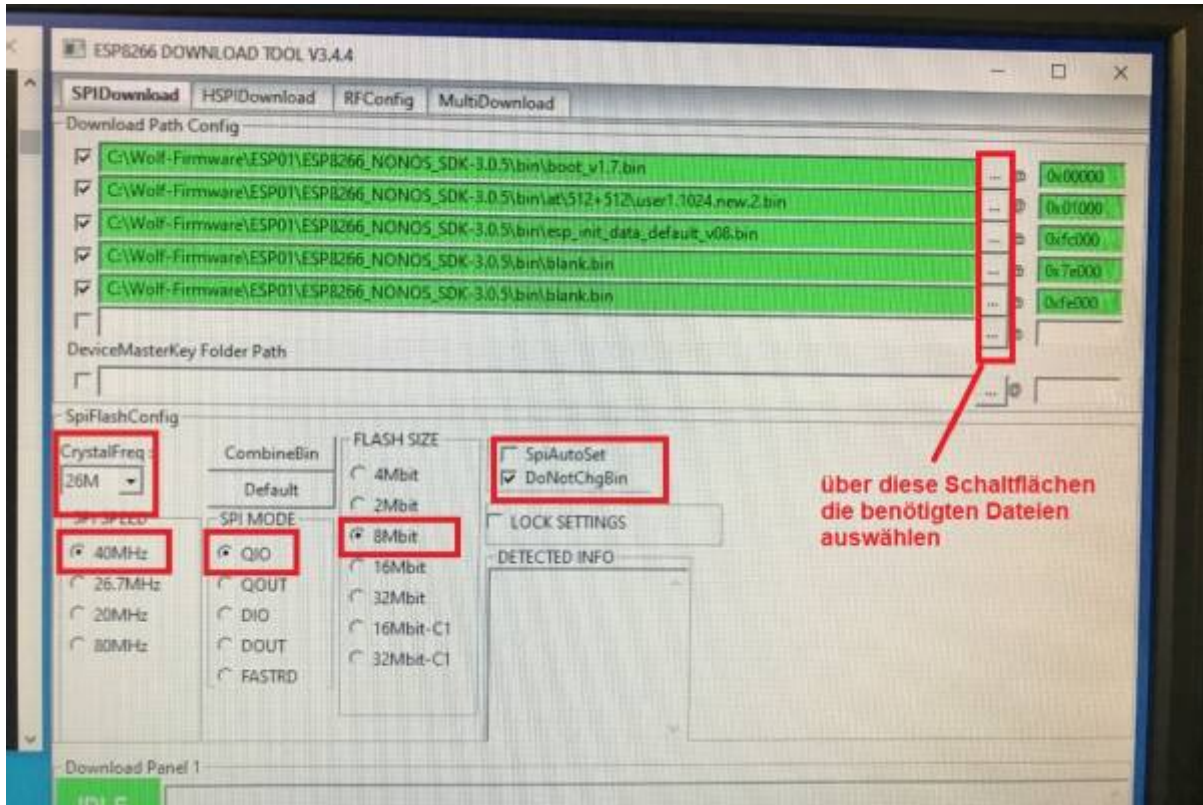 ESP8266 DOWNLOAD TOOL V3.4.4
SPIDownload HSPIDownload RFConfig MultiDownload
Download Path Config
C:\Wolf-Firmware\ESP01\ESP8266_NONOS_SDK-3.0.5\bin\boot_v1.7.bin ... @ 0x00000
C:\Wolf-Firmware\ESP01\ESP8266_NONOS_SDK-3.0.5\bin\at\512+512\user1.1024.new.2.bin ... @ 0x01000
C:\Wolf-Firmware\ESP01\ESP8266_NONOS_SDK-3.0.5\bin\esp_init_data_default_v08.bin ... @ 0xfc000
C:\Wolf-Firmware\ESP01\ESP8266_NONOS_SDK-3.0.5\bin\blank.bin ... @ 0x7e000
C:\Wolf-Firmware\ESP01\ESP8266_NONOS_SDK-3.0.5\bin\blank.bin ... @ 0xfe000
... @
DeviceMasterKey Folder Path
... @
SpiFlashConfig
CrystalFreq :
26M
CombineBin
Default
SPI SPEED
40MHz
26.7MHz
20MHz
80MHz
SPI MODE
QIO
QOUT
DIO
DOUT
FASTRD
FLASH SIZE
4Mbit
2Mbit
8Mbit
16Mbit
32Mbit
16Mbit-C1
32Mbit-C1
SpiAutoSet
DoNotChgBin
LOCK SETTINGS
DETECTED INFO
über diese Schaltflächen
die benötigten Dateien
auswählen
Download Panel 1
IDLE